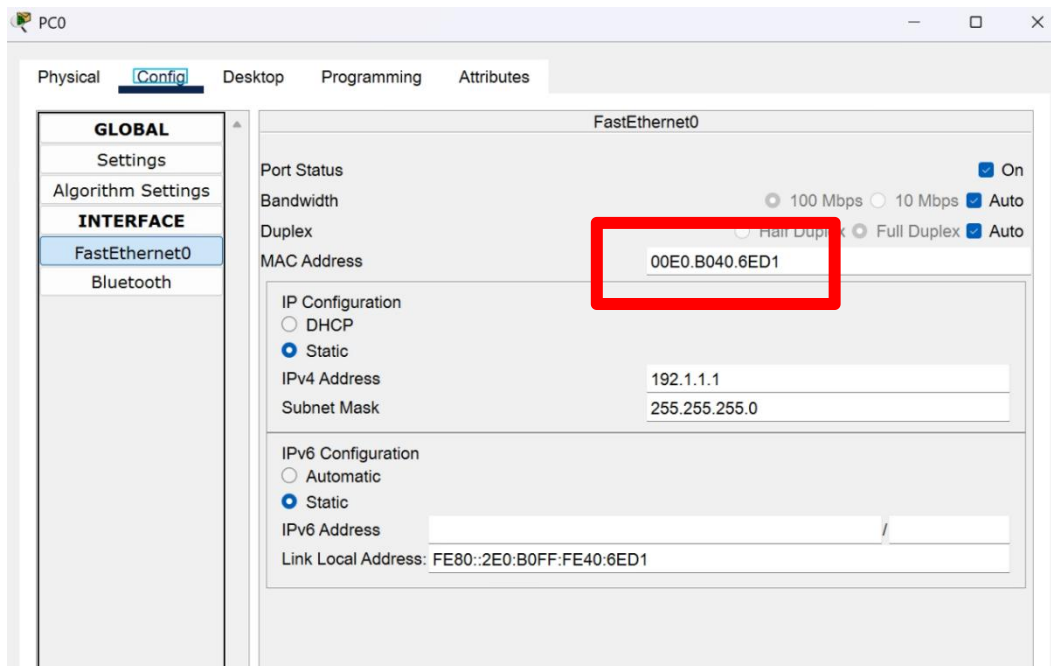 PC0
Physical Config Desktop Programming Attributes
GLOBAL
Settings
Algorithm Settings
INTERFACE
FastEthernet0
Bluetooth
FastEthernet0
Port Status On
Bandwidth 100 Mbps 10 Mbps Auto
Duplex Half Duplex Full Duplex Auto
MAC Address 00E0.B040.6ED1
IP Configuration
DHCP
Static
IPv4 Address 192.1.1.1
Subnet Mask 255.255.255.0
IPv6 Configuration
Automatic
Static
IPv6 Address /
Link Local Address: FE80::2E0:B0FF:FE40:6ED1